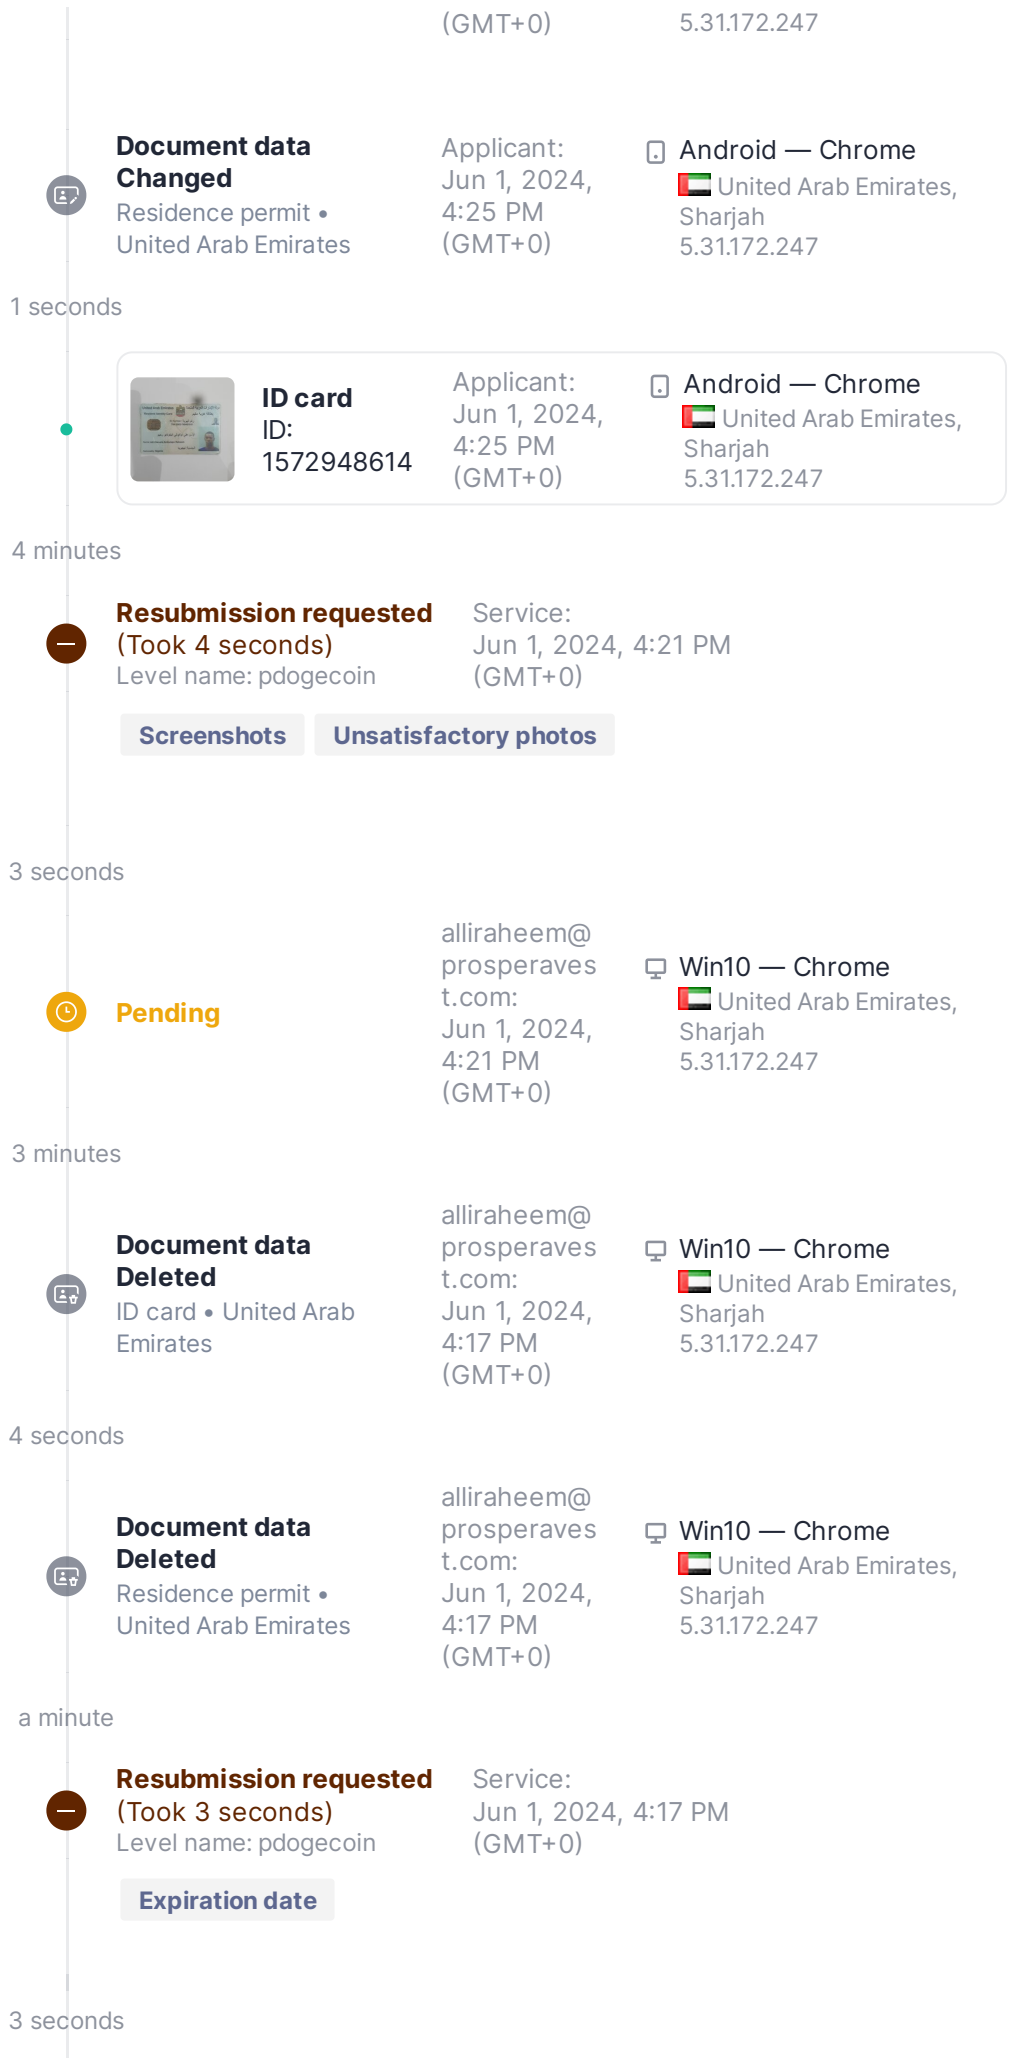 (GMT+0)
5.31.172.247
Document data
Changed
Residence permit •
United Arab Emirates
Applicant:
Jun 1, 2024,
4:25 PM
(GMT+0)
Android — Chrome
United Arab Emirates,
Sharjah
5.31.172.247
1 seconds
ID card
ID:
1572948614
Applicant:
Jun 1, 2024,
4:25 PM
(GMT+0)
Android — Chrome
United Arab Emirates,
Sharjah
5.31.172.247
4 minutes
Resubmission requested
(Took 4 seconds)
Level name: pdogecoin
Service:
Jun 1, 2024, 4:21 PM
(GMT+0)
Screenshots
Unsatisfactory photos
3 seconds
Pending
alliraheem@
prosperaves
t.com:
Jun 1, 2024,
4:21 PM
(GMT+0)
Win10 — Chrome
United Arab Emirates,
Sharjah
5.31.172.247
3 minutes
Document data
Deleted
ID card • United Arab
Emirates
alliraheem@
prosperaves
t.com:
Jun 1, 2024,
4:17 PM
(GMT+0)
Win10 — Chrome
United Arab Emirates,
Sharjah
5.31.172.247
4 seconds
Document data
Deleted
Residence permit •
United Arab Emirates
alliraheem@
prosperaves
t.com:
Jun 1, 2024,
4:17 PM
(GMT+0)
Win10 — Chrome
United Arab Emirates,
Sharjah
5.31.172.247
a minute
Resubmission requested
(Took 3 seconds)
Level name: pdogecoin
Service:
Jun 1, 2024, 4:17 PM
(GMT+0)
Expiration date
3 seconds